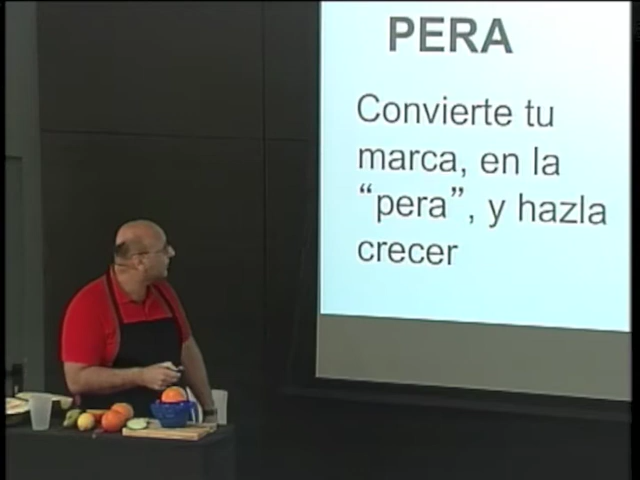 PERA
Convierte tu
marca, en la
“pera”, y hazla
crecer